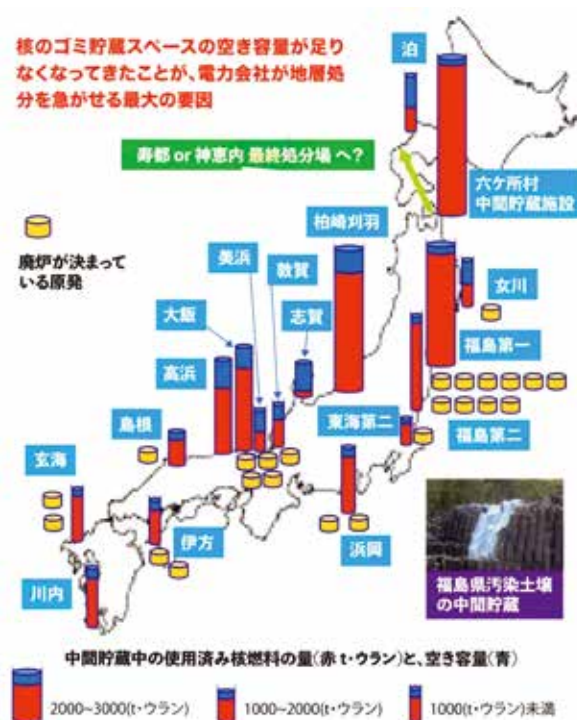 核のゴミ貯蔵スペースの空き容量が足り
なくなってきたことが、電力会社が地層処
分を急がせる最大の要因
泊
寿都 or 神恵内 最終処分場 へ?
六ケ所村
中間貯蔵施設
柏崎刈羽
廃炉が決まって
いる原発
美浜
敦賀
女川
大飯
志賀
福島第一
高浜
島根
東海第二
福島第二
玄海
伊方
浜岡
川内
福島県汚染土壌
の中間貯蔵
中間貯蔵中の使用済み核燃料の量(赤 t・ウラン)と、空き容量(青)
2000~3000(t・ウラン)
1000~2000(t・ウラン)
1000(t・ウラン)未満